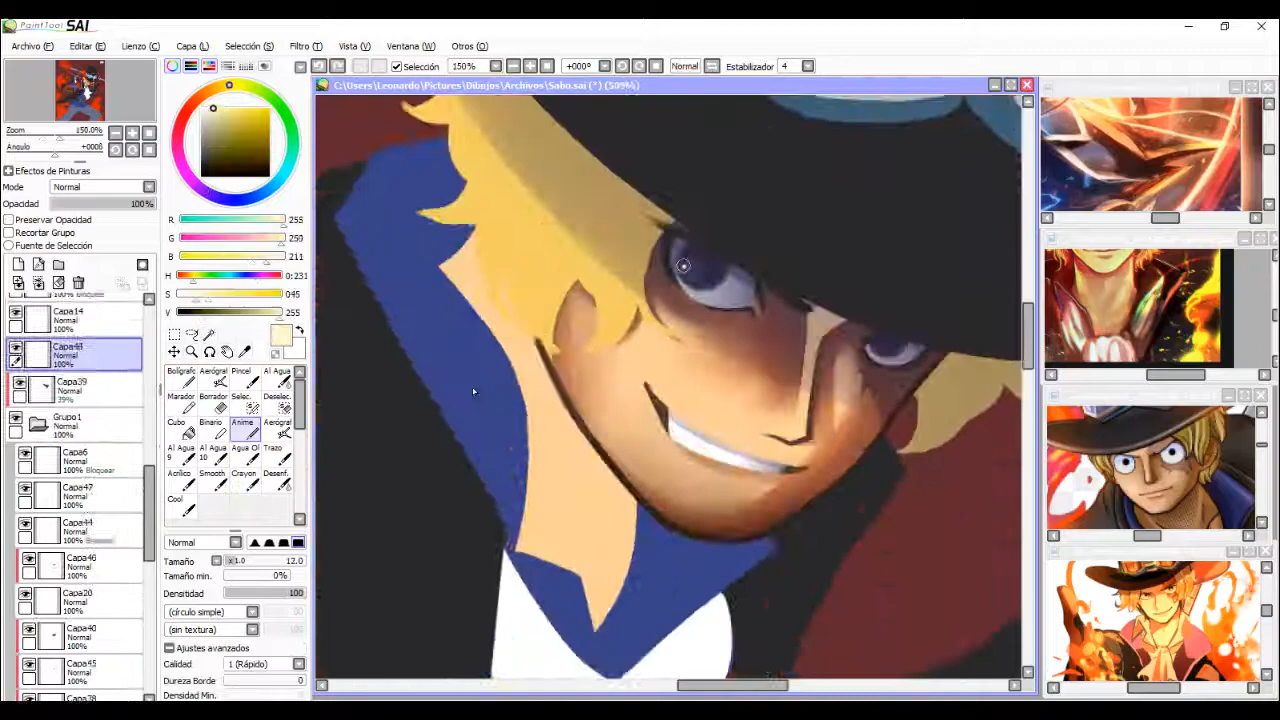 PaintTool SAI
Archivo (F) Editar (E) Lienzo (C) Capa (L) Selección (S) Filtro (T) Vista (V) Ventana (W) Otros (O)
Selección 150% +000° Normal Estabilizador 4
C:\Users\Leonardo\Pictures\Dibujos\Archivos\Sabo.sai (*) (50%)
Zoom 150.0%
Angulo +000°
Efectos de Pinturas
Mode Normal
Opacidad 100%
Preservar Opacidad
Recortar Grupo
Fuente de Selección
Capa14
Normal
100%
Normal
100%
Capa39
Normal
39%
Grupo1
Normal
100%
Capa6
Normal
100% Bloquear
Capa47
Normal
100%
Capa44
Normal
100%
Capa46
Normal
100%
Capa20
Normal
100%
Capa40
Normal
100%
Capa45
Normal
100%
R 255
G 250
B 211
H 0:231
S 045
V 255
Bolígrafc Aerógraf Pincel Al Agua
Marador Borrador Selec. Deselec.
Cubo Binario Anime Aerógraf
Al Agua 9 Al Agua 10 Agua Ol Trazo
Acrílico Smooth Crayon Desenf.
Cool
Normal
Tamaño x1.0 12.0
Tamaño min. 0%
Densitidad 100
(círculo simple)
(sin textura)
Ajustes avanzados
Calidad 1 (Rápido)
Dureza Borde 0
Densidad Min.